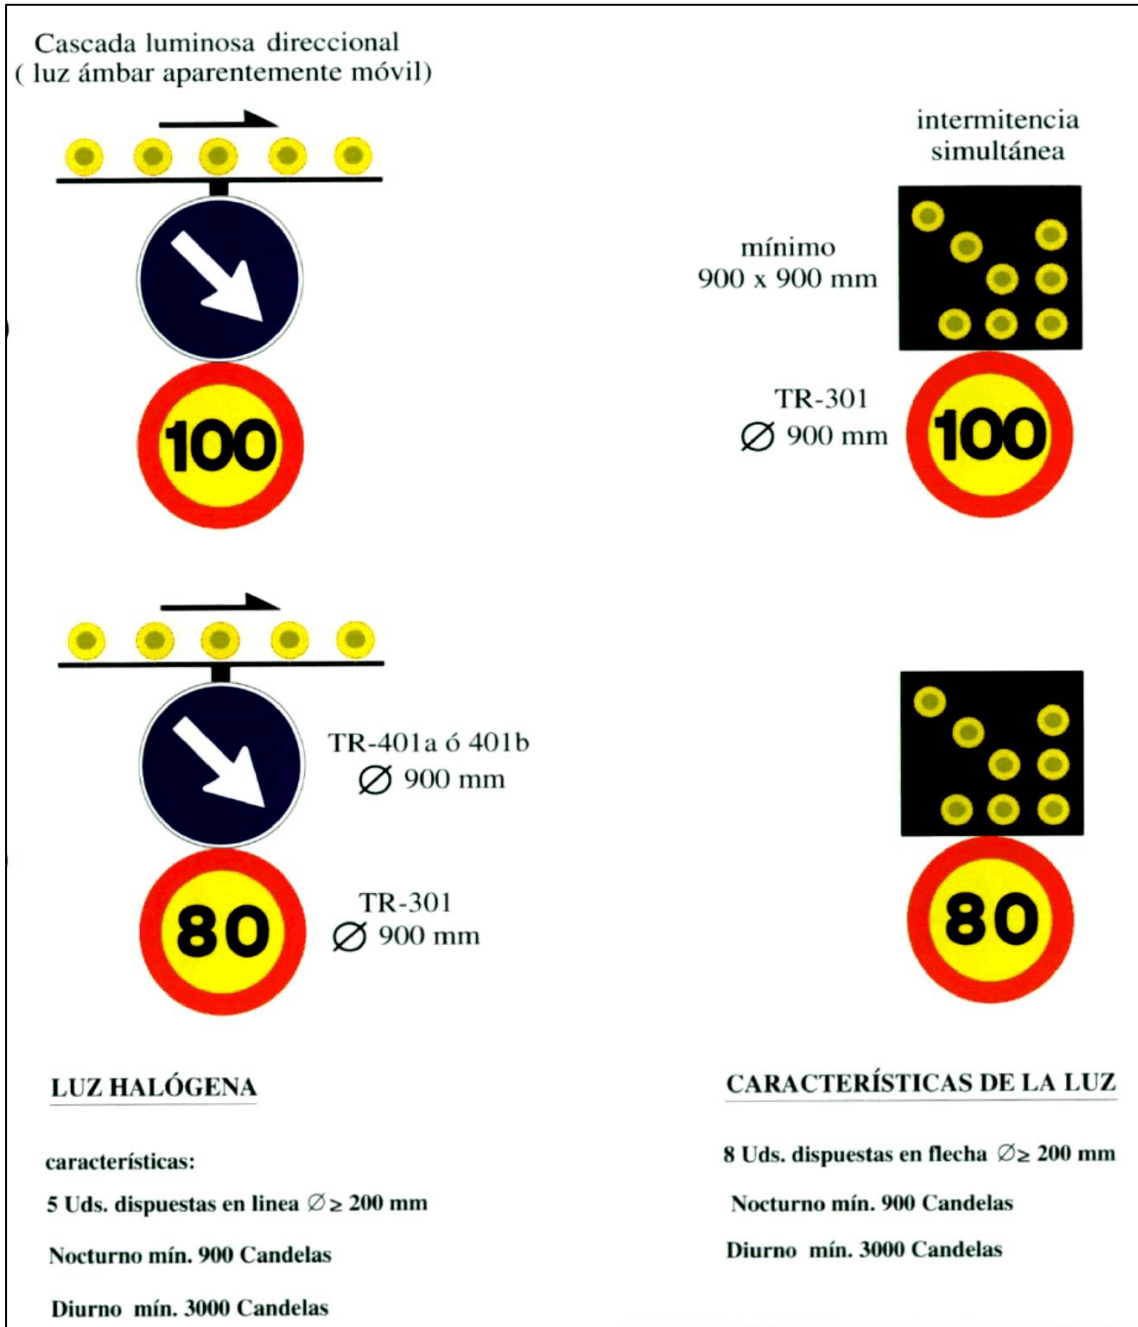 Cascada luminosa direccional
( luz ámbar aparentemente móvil)
100
TR-401a ó 401b
Ø 900 mm
80
TR-301
Ø 900 mm
LUZ HALÓGENA
características:
5 Uds. dispuestas en linea Ø ≥ 200 mm
Nocturno mín. 900 Candelas
Diurno mín. 3000 Candelas
intermitencia
simultánea
mínimo
900 x 900 mm
TR-301
Ø 900 mm
100
80
CARACTERÍSTICAS DE LA LUZ
8 Uds. dispuestas en flecha Ø ≥ 200 mm
Nocturno mín. 900 Candelas
Diurno mín. 3000 Candelas